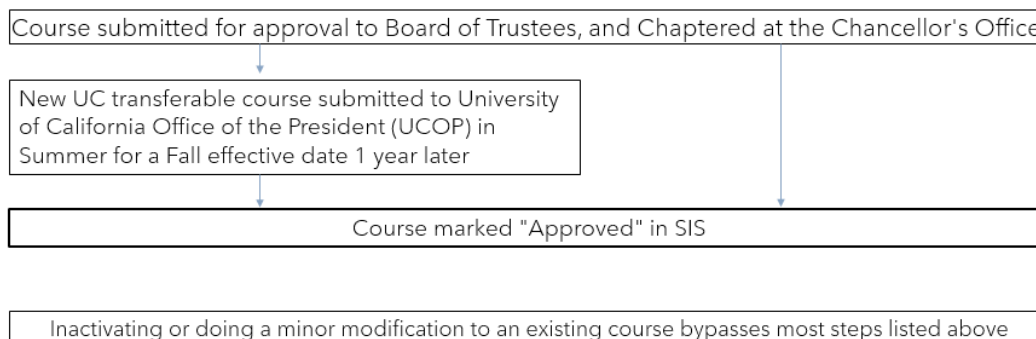 Course submitted for approval to Board of Trustees, and Chaptered at the Chancellor's Office
New UC transferable course submitted to University
of California Office of the President (UCOP) in
Summer for a Fall effective date 1 year later
Course marked "Approved" in SIS
Inactivating or doing a minor modification to an existing course bypasses most steps listed above